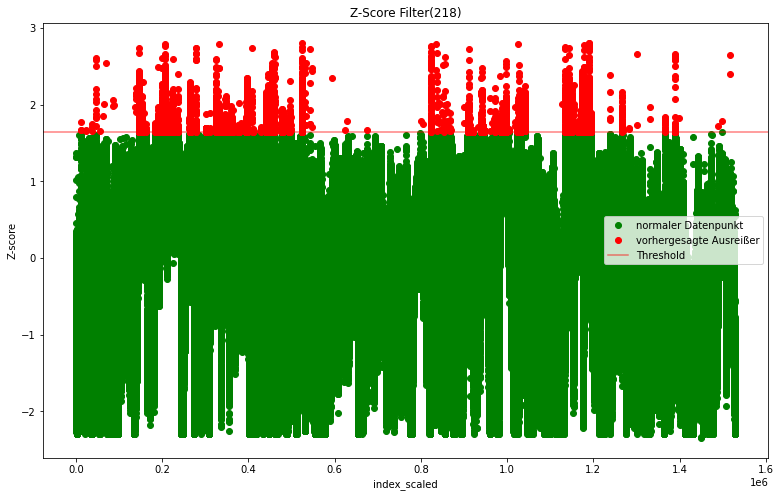 Z-Score Filter(218)
3
2
1
0
−1
−2
Z-score
normaler Datenpunkt
vorhergesagte Ausreißer
Threshold
0.0 0.2 0.4 0.6 0.8 1.0 1.2 1.4 1.6
1e6
index_scaled